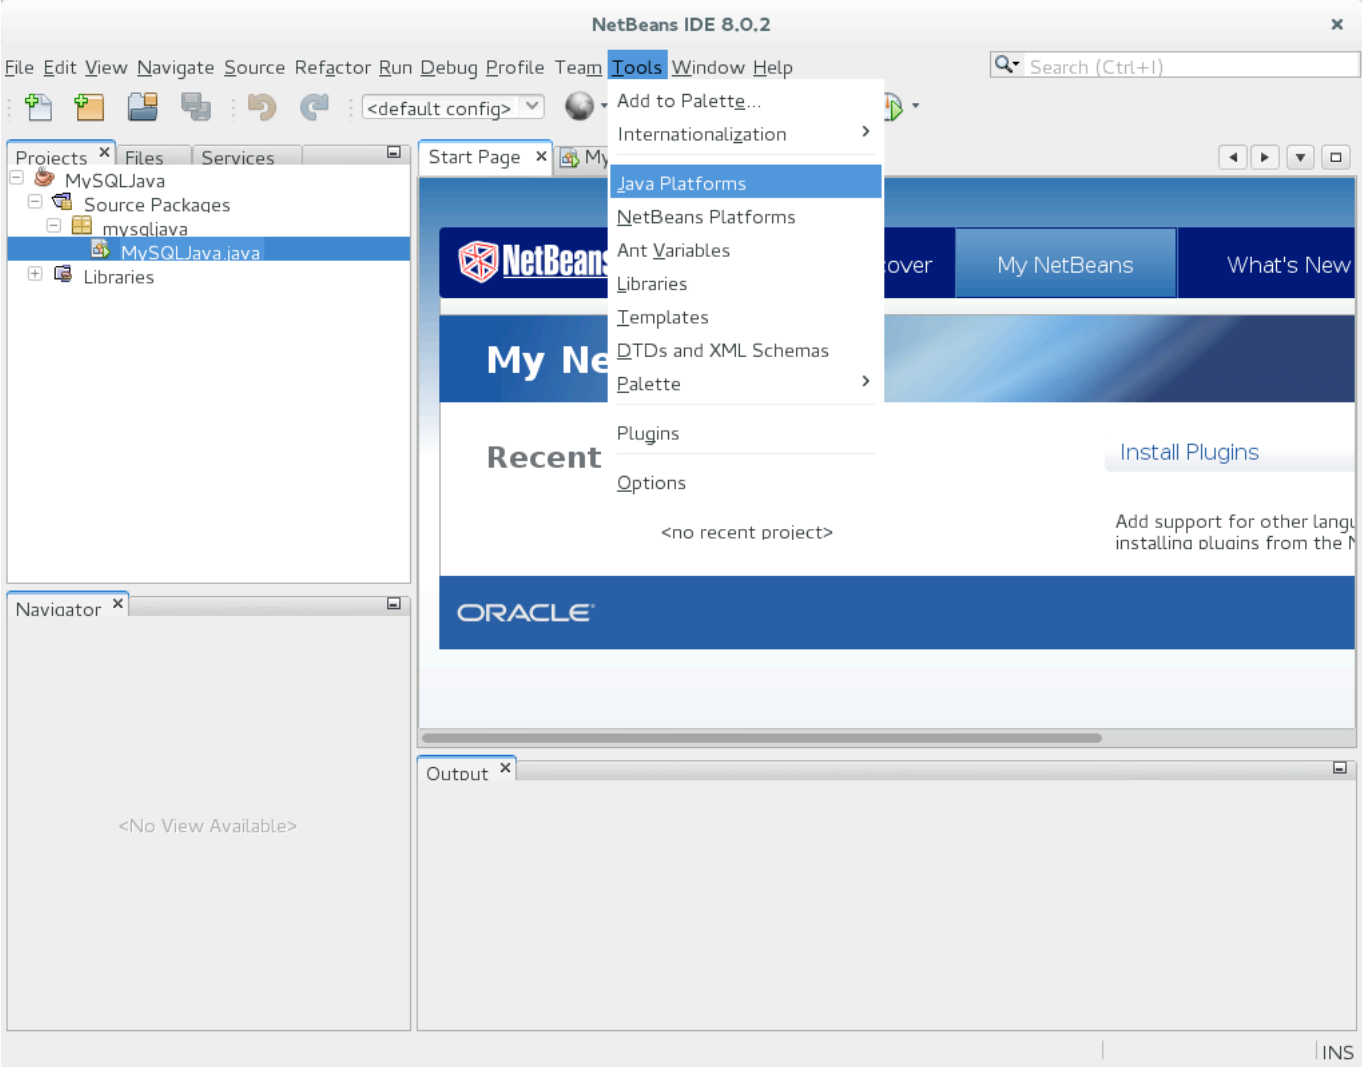 NetBeans IDE 8.0.2
File Edit View Navigate Source Refactor Run Debug Profile Team Tools Window Help
Search (Ctrl+I)
<default config>
Add to Palette...
Internationalization
Java Platforms
NetBeans Platforms
Ant Variables
Libraries
Templates
DTDs and XML Schemas
Palette
Plugins
Options
Projects Files Services
MySQLJava
Source Packages
mysqljava
MySQLJava.java
Libraries
Start Page My
NetBeans cover My NetBeans What's New
My Ne
Recent
Install Plugins
<no recent project>
Add support for other langu
installing plugins from the N
ORACLE
Navigator
<No View Available>
Output
INS